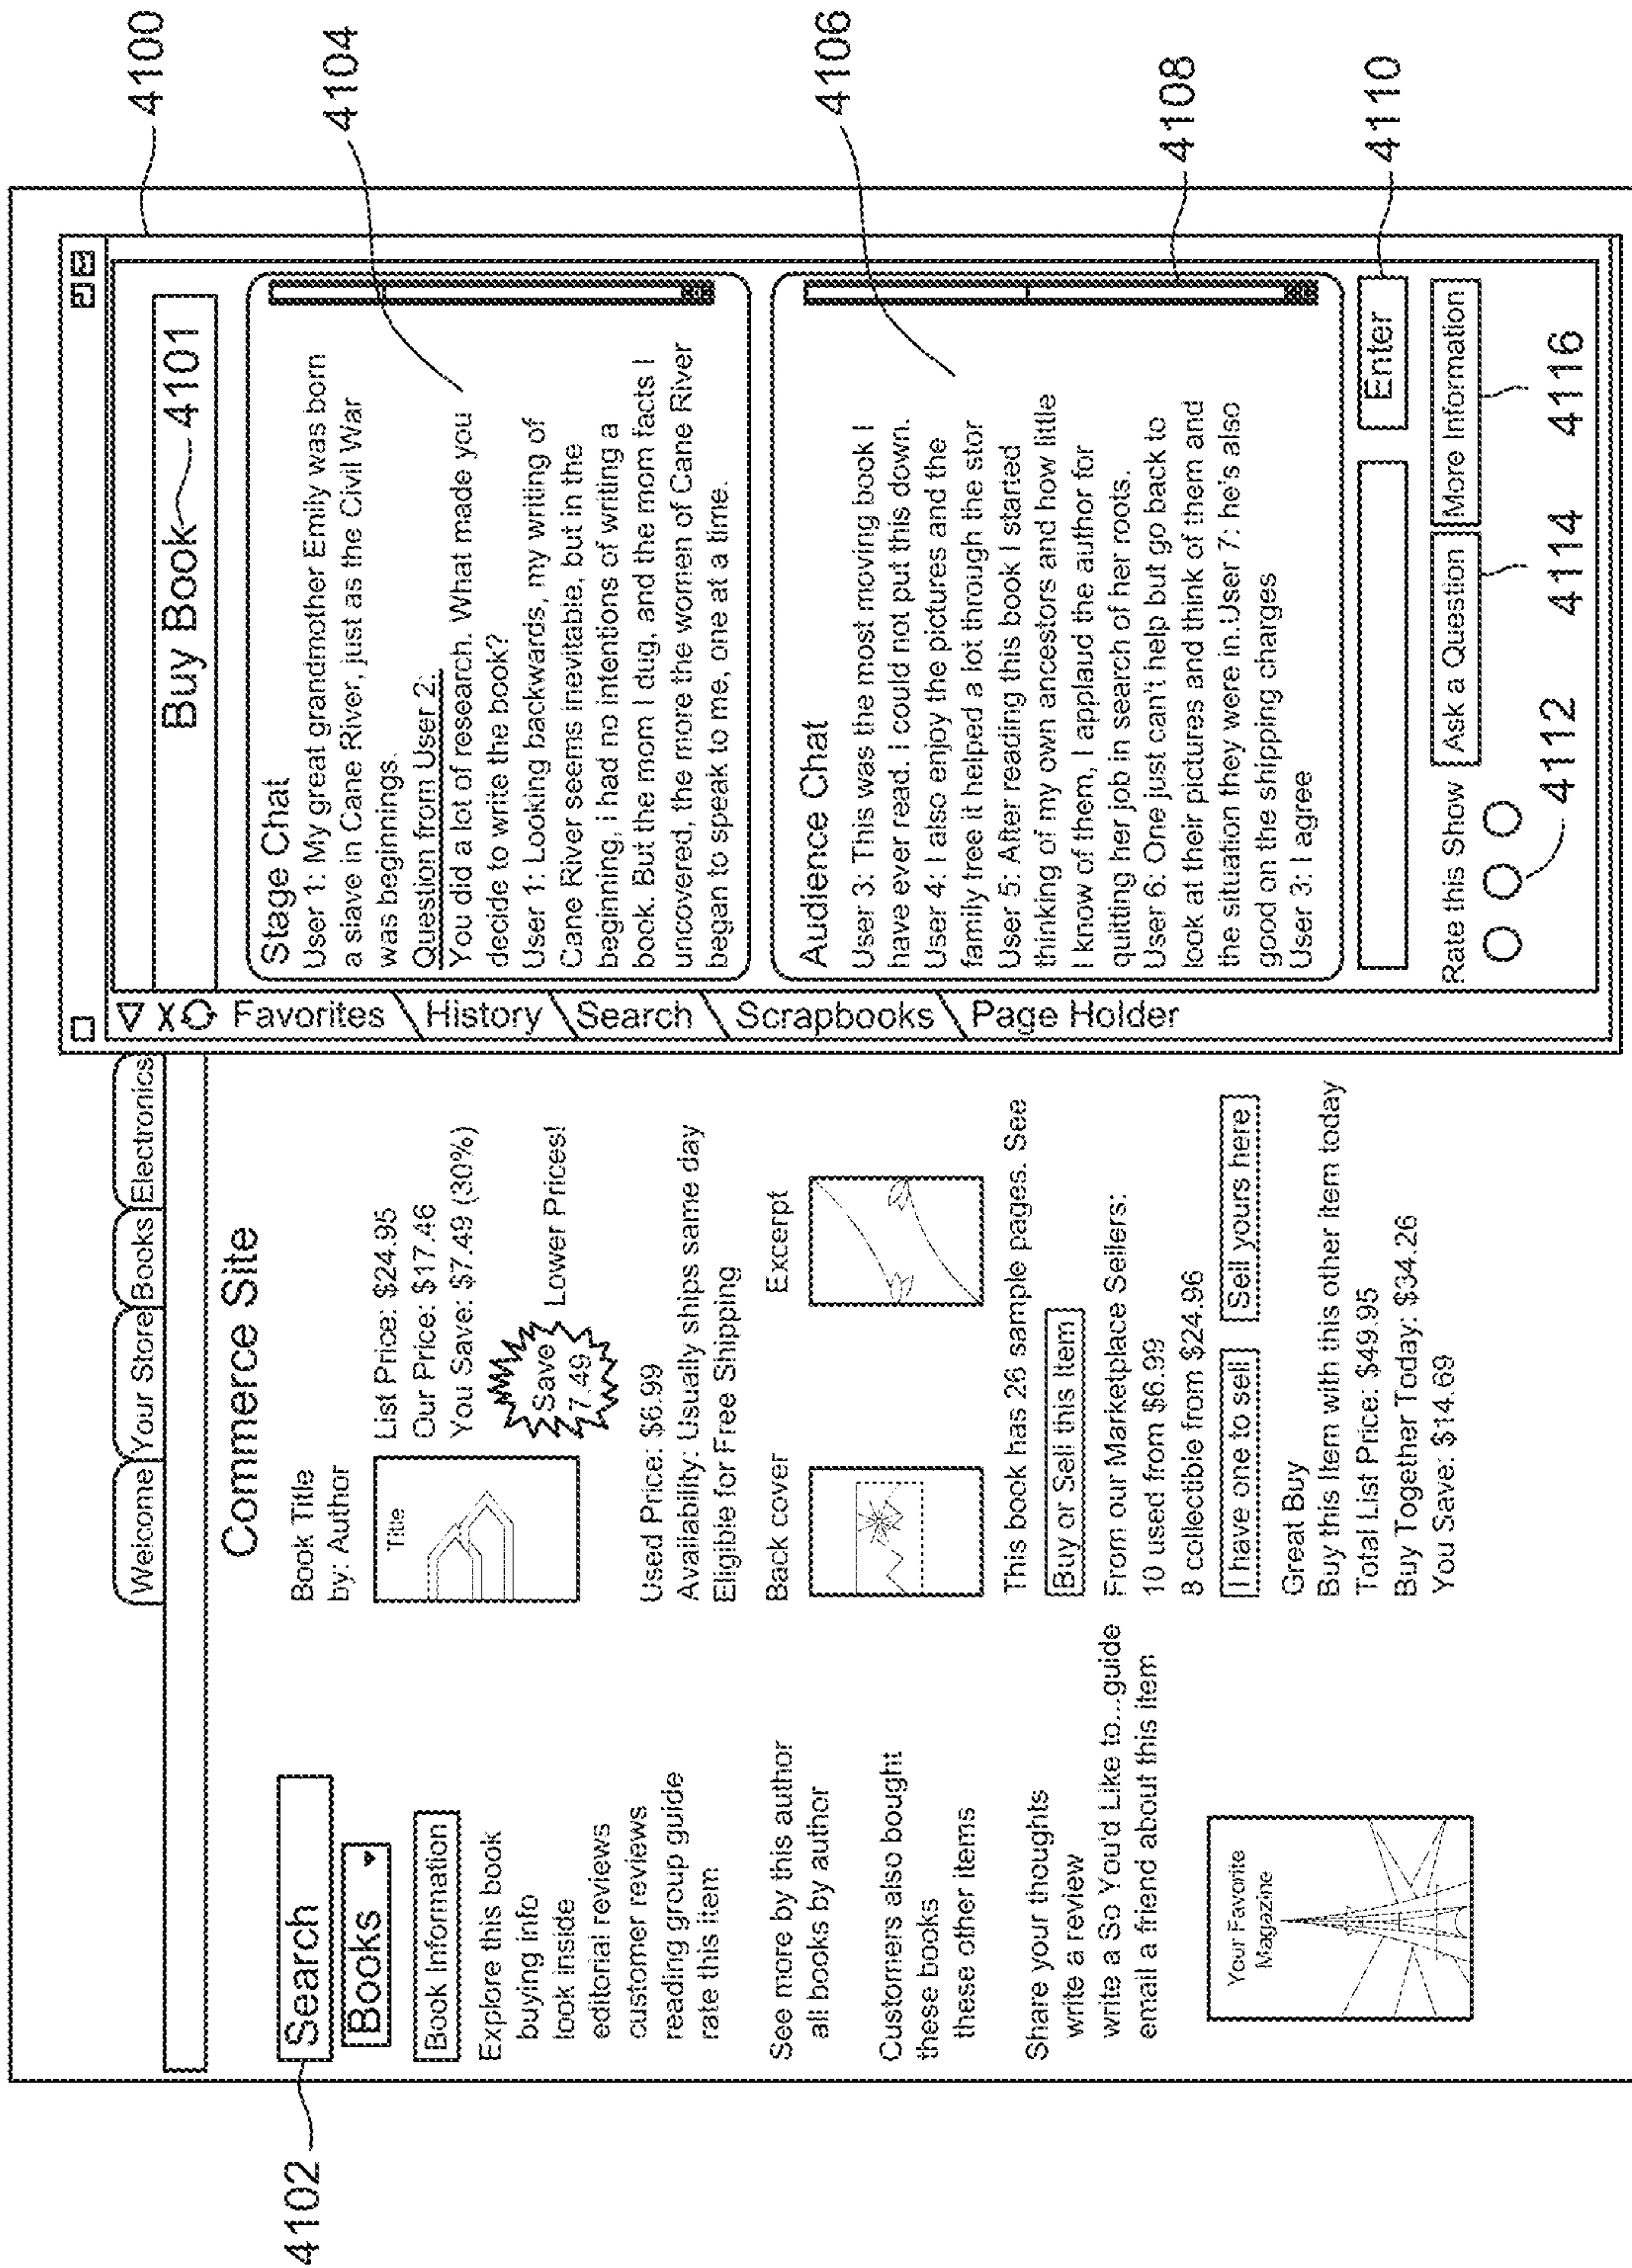 Welcome
Your Store
Books
Electronics
Commerce Site
4102
Search
Books
Book Information
Explore this book
buying info
look inside
editorial reviews
customer reviews
reading group guide
rate this item
See more by this author
all books by author
Customers also bought
these books
these other items
Share your thoughts
write a review
write a So You'd Like to...guide
email a friend about this item
Your Favorite
Magazine
Book Title
by: Author
Title
List Price: $24.95
Our Price: $17.46
You Save: $7.49 (30%)
Save
7.49
Lower Prices!
Used Price: $6.99
Availability: Usually ships same day
Eligible for Free Shipping
Back cover
Excerpt
This book has 26 sample pages. See
Buy or Sell this Item
From our Marketplace Sellers:
10 used from $6.99
8 collectible from $24.96
I have one to sell
Sell yours here
Great Buy
Buy this Item with this other item today
Total List Price: $49.95
Buy Together Today: $34.26
You Save: $14.69
4100
X
Favorites
History
Search
Scrapbooks
Page Holder
Buy Book
4101
Stage Chat
User 1: My great grandmother Emily was born
a slave in Cane River, just as the Civil War
was beginnings.
Question from User 2:
You did a lot of research. What made you
decide to write the book?
User 1: Looking backwards, my writing of
Cane River seems inevitable, but in the
beginning, i had no intentions of writing a
book. But the mom I dug, and the mom facts I
uncovered, the more the women of Cane River
began to speak to me, one at a time.
4104
Audience Chat
User 3: This was the most moving book I
have ever read. I could not put this down.
User 4: I also enjoy the pictures and the
family tree it helped a lot through the stor
User 5: After reading this book I started
thinking of my own ancestors and how little
I know of them, I applaud the author for
quitting her job in search of her roots.
User 6: One just can't help but go back to
look at their pictures and think of them and
the situation they were in.User 7: he's also
good on the shipping charges
User 3: I agree
4106
4108
Enter
4110
Rate this Show
Ask a Question
More Information
4112
4114
4116